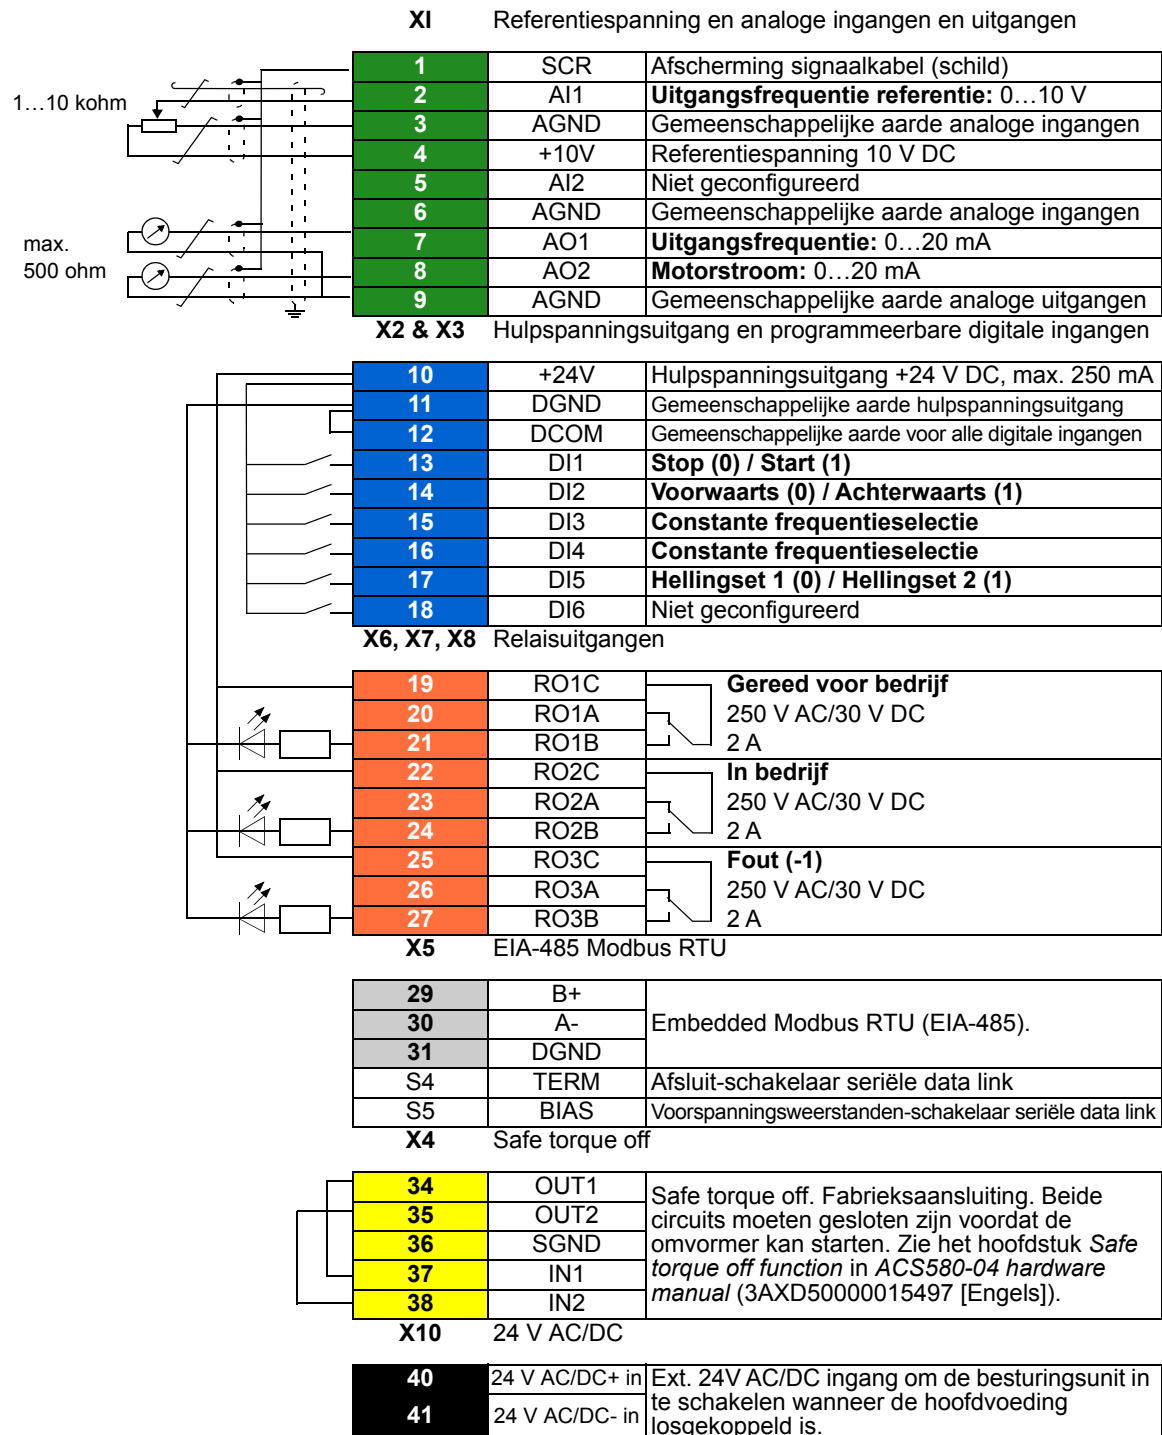 XI Referentiespanning en analoge ingangen en uitgangen
1 SCR Afscherming signaalkabel (schild)
1…10 kohm
2 AI1 Uitgangsfrequentie referentie: 0…10 V
3 AGND Gemeenschappelijke aarde analoge ingangen
4 +10V Referentiespanning 10 V DC
5 AI2 Niet geconfigureerd
6 AGND Gemeenschappelijke aarde analoge ingangen
max.
500 ohm
7 AO1 Uitgangsfrequentie: 0…20 mA
8 AO2 Motorstroom: 0…20 mA
9 AGND Gemeenschappelijke aarde analoge uitgangen
X2 & X3 Hulpspanningsuitgang en programmeerbare digitale ingangen
10 +24V Hulpspanningsuitgang +24 V DC, max. 250 mA
11 DGND Gemeenschappelijke aarde hulpspanningsuitgang
12 DCOM Gemeenschappelijke aarde voor alle digitale ingangen
13 DI1 Stop (0) / Start (1)
14 DI2 Voorwaarts (0) / Achterwaarts (1)
15 DI3 Constante frequentieselectie
16 DI4 Constante frequentieselectie
17 DI5 Hellingset 1 (0) / Hellingset 2 (1)
18 DI6 Niet geconfigureerd
X6, X7, X8 Relaisuitgangen
19 RO1C Gereed voor bedrijf
20 RO1A 250 V AC/30 V DC
21 RO1B 2 A
22 RO2C In bedrijf
23 RO2A 250 V AC/30 V DC
24 RO2B 2 A
25 RO3C Fout (-1)
26 RO3A 250 V AC/30 V DC
27 RO3B 2 A
X5 EIA-485 Modbus RTU
29 B+
30 A- Embedded Modbus RTU (EIA-485).
31 DGND
S4 TERM Afsluit-schakelaar seriële data link
S5 BIAS Voorspanningsweerstanden-schakelaar seriële data link
X4 Safe torque off
34 OUT1 Safe torque off. Fabrieksaansluiting. Beide
35 OUT2 circuits moeten gesloten zijn voordat de
36 SGND omvormer kan starten. Zie het hoofdstuk Safe
37 IN1 torque off function in ACS580-04 hardware
38 IN2 manual (3AXD50000015497 [Engels]).
X10 24 V AC/DC
40 24 V AC/DC+ in Ext. 24V AC/DC ingang om de besturingsunit in
te schakelen wanneer de hoofdvoeding
41 24 V AC/DC- in losgekoppeld is.